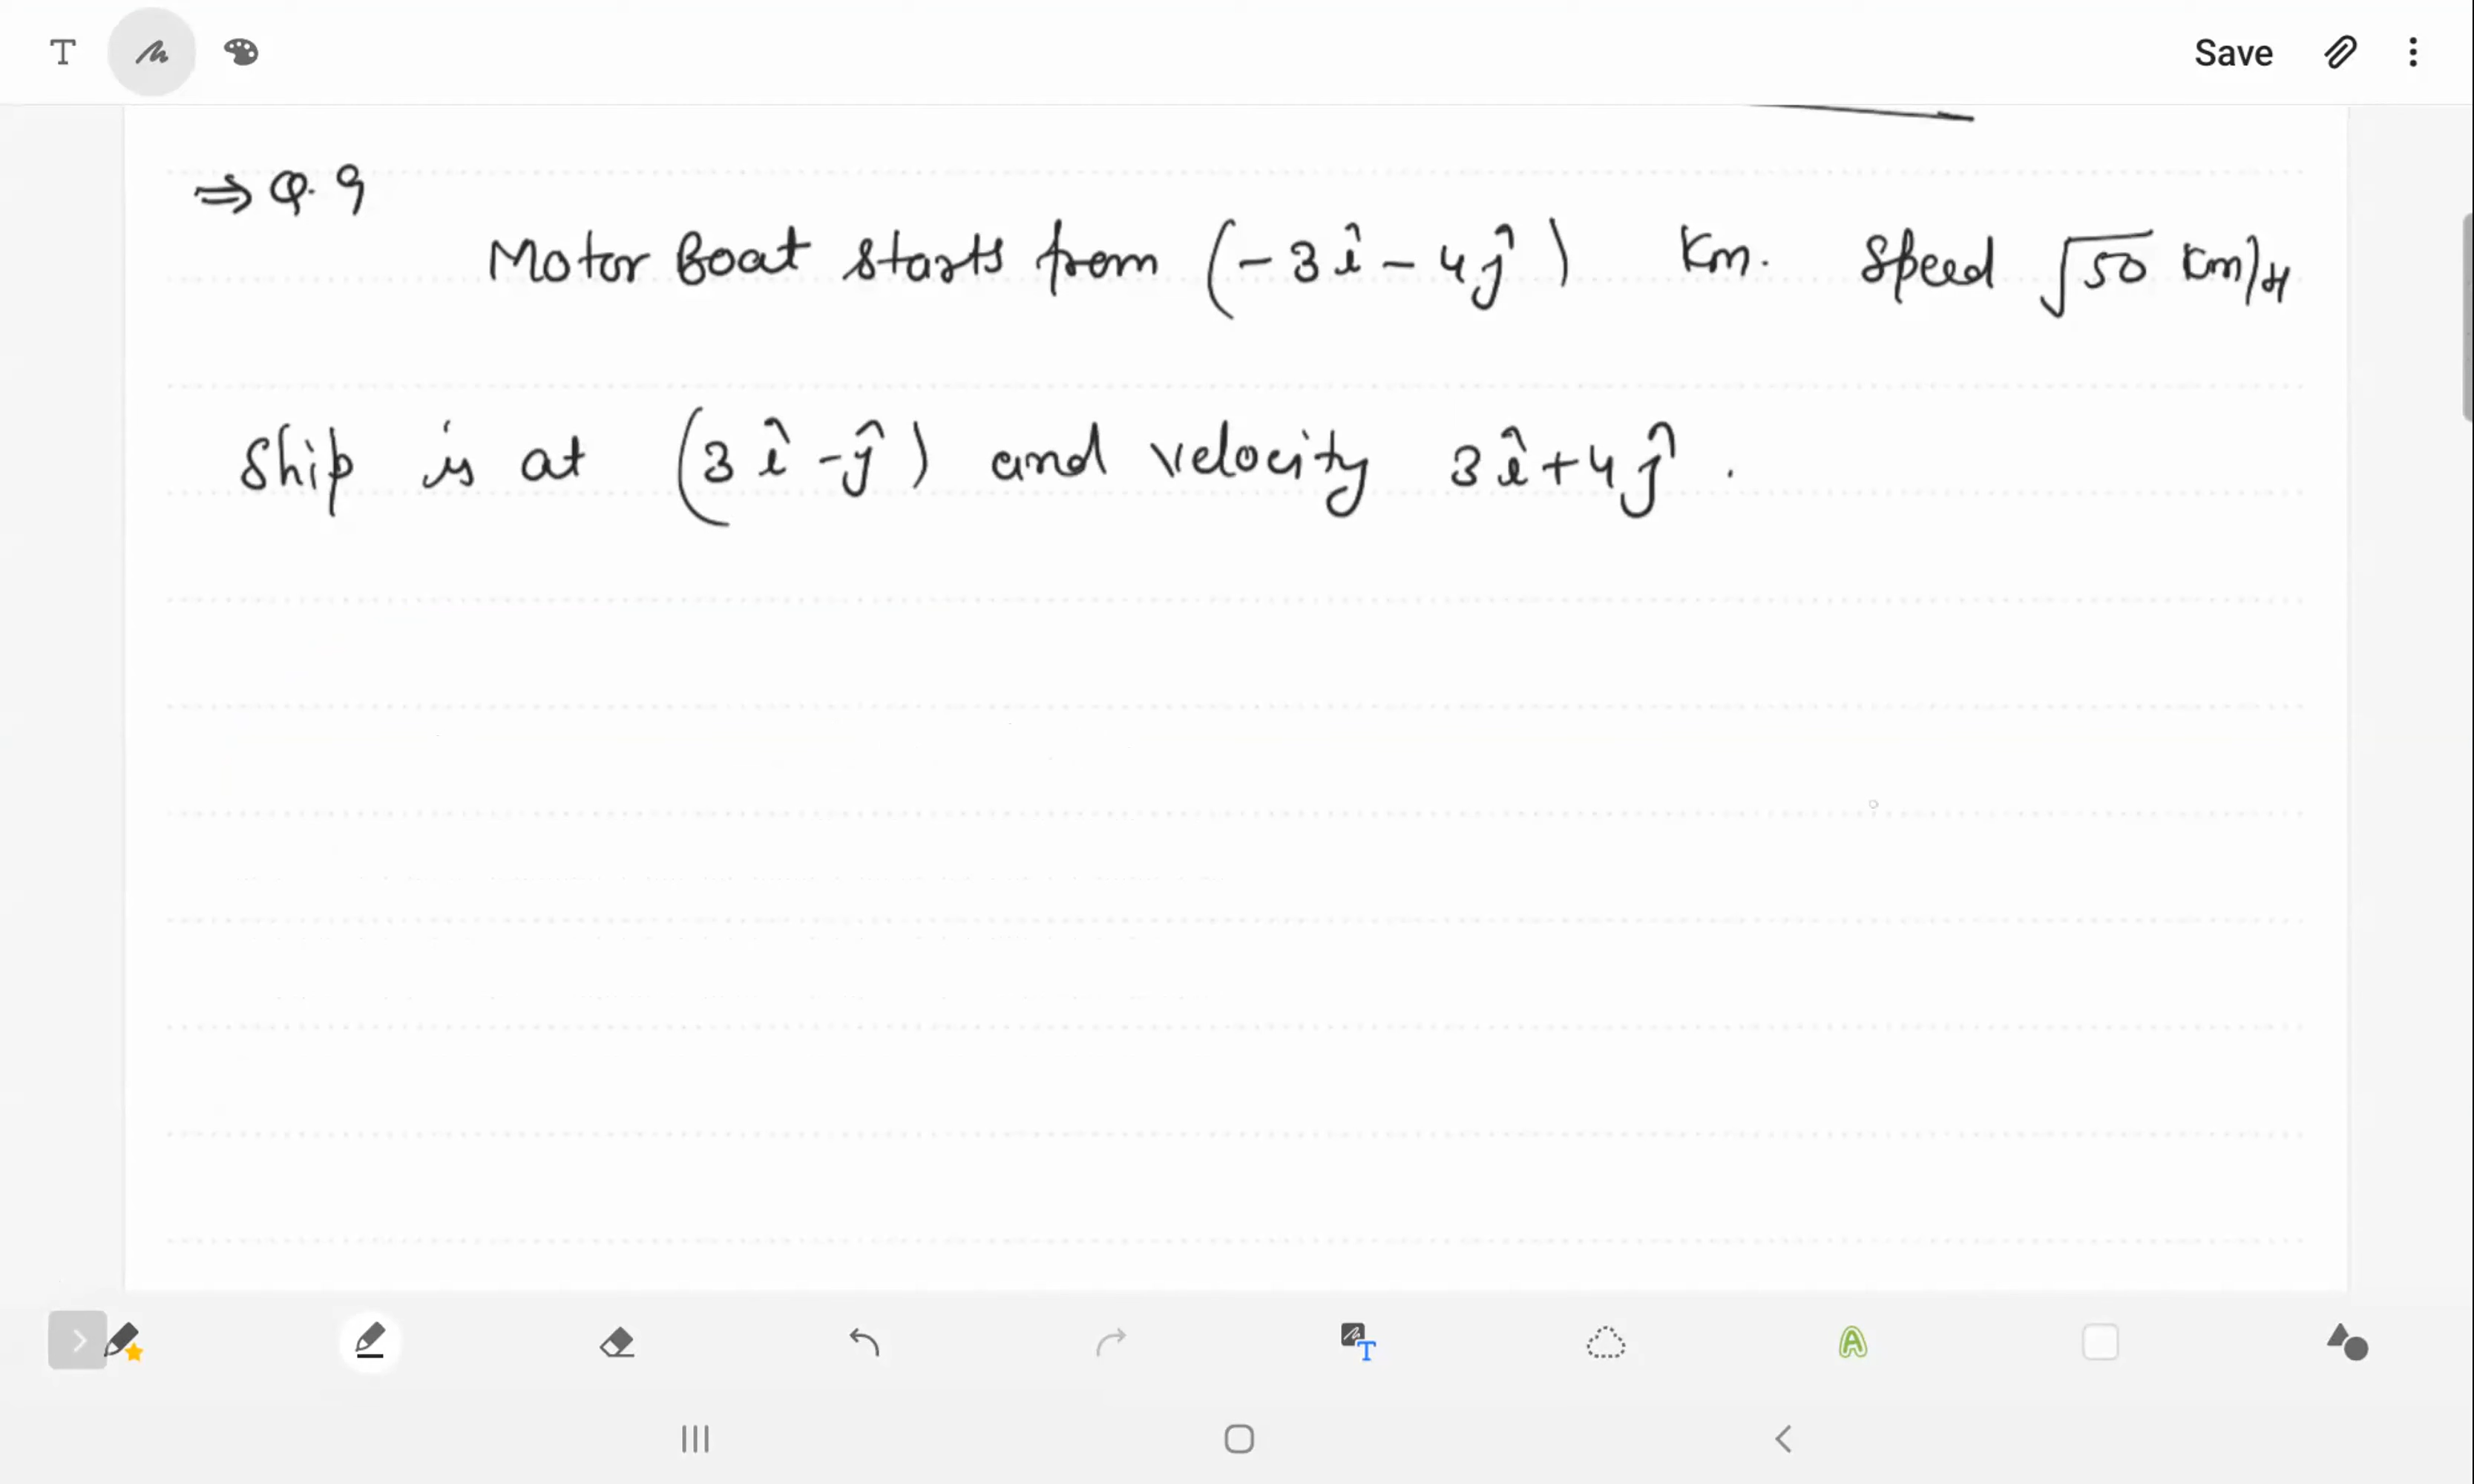 T Save
⇒ Q.9
Motor Boat starts from (-3î - 4ĵ) Km. Speed √50 Km/H
Ship is at (3î - ĵ) and velocity 3î + 4ĵ .
T A